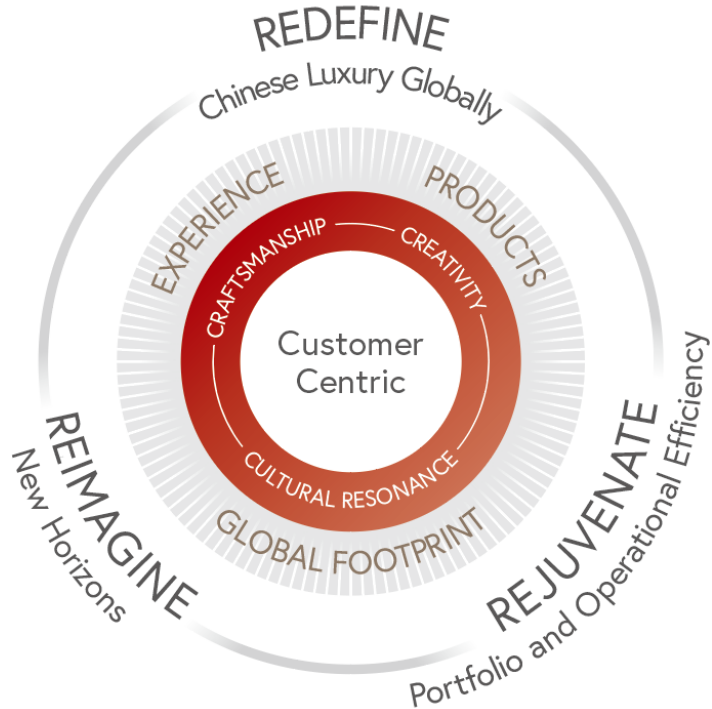 REDEFINE
Chinese Luxury Globally
EXPERIENCE
PRODUCTS
CRAFTSMANSHIP
CREATIVITY
Customer
Centric
CULTURAL RESONANCE
GLOBAL FOOTPRINT
REIMAGINE
New Horizons
REJUVENATE
Portfolio and Operational Efficiency